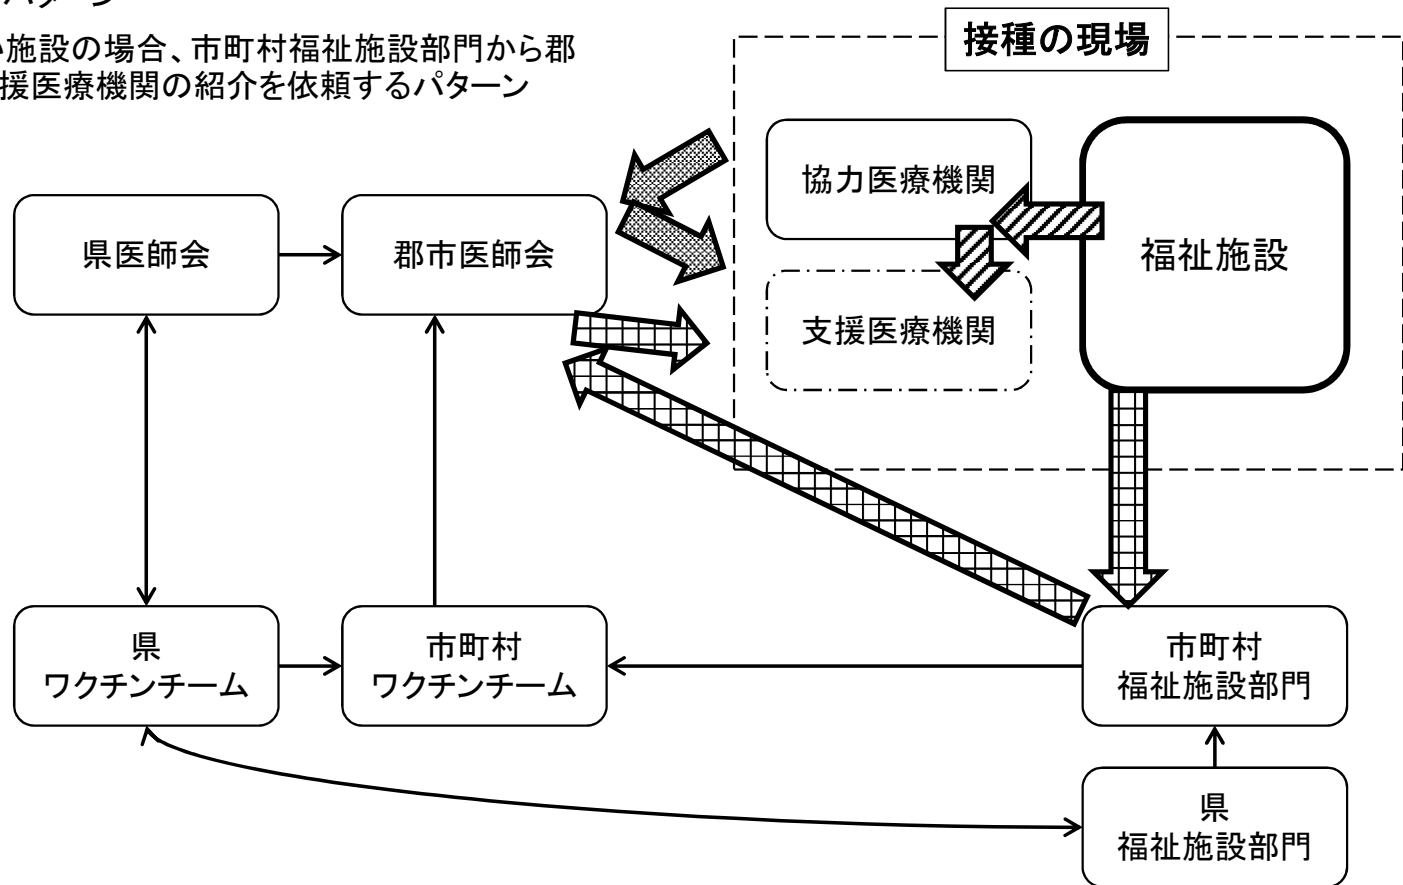 パターン
い施設の場合、市町村福祉施設部門から郡
援医療機関の紹介を依頼するパターン
接種の現場
協力医療機関
福祉施設
県医師会
郡市医師会
支援医療機関
県
ワクチンチーム
市町村
ワクチンチーム
市町村
福祉施設部門
県
福祉施設部門